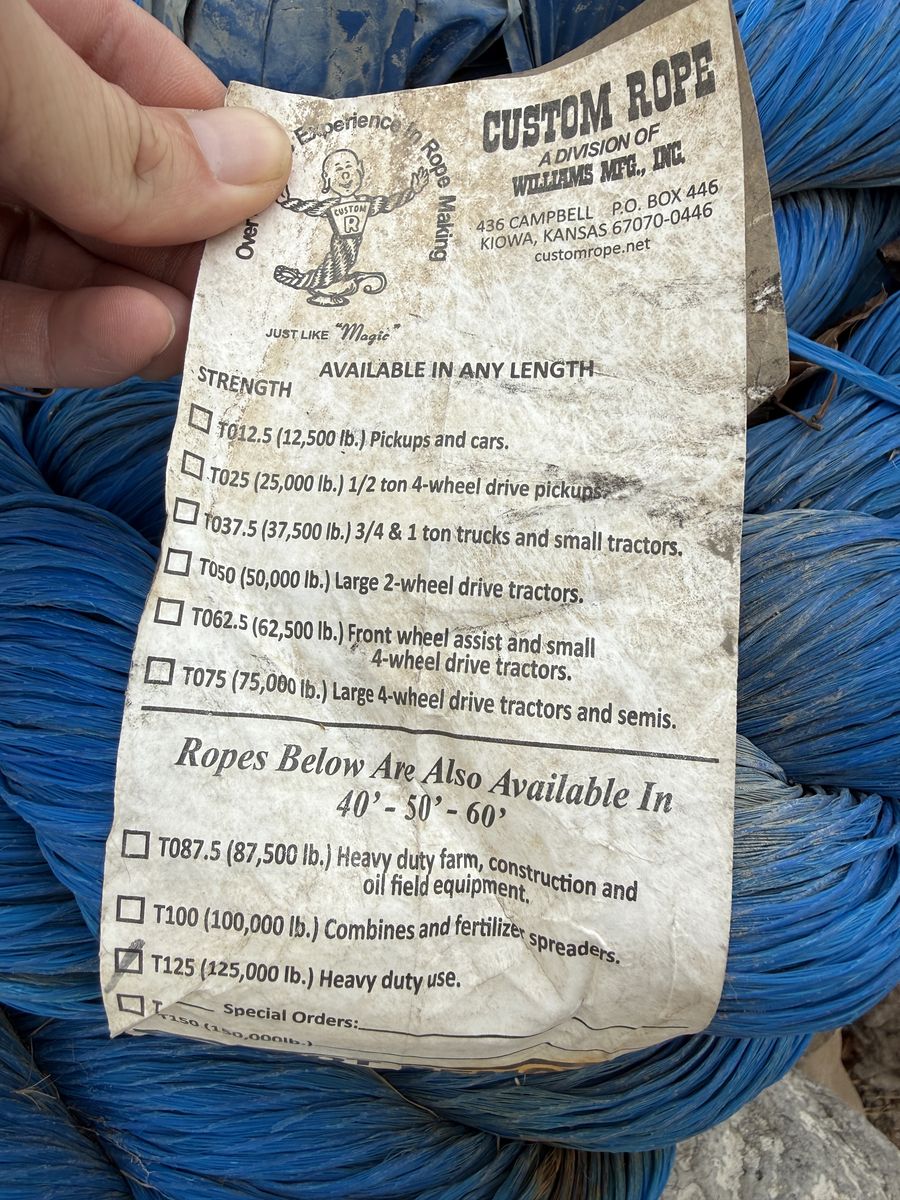 Over
Experience in Rope Making
CUSTOM
R
JUST LIKE "Magic"
CUSTOM ROPE
A DIVISION OF
WILLIAMS MFG., INC.
436 CAMPBELL P.O. BOX 446
KIOWA, KANSAS 67070-0446
customrope.net
AVAILABLE IN ANY LENGTH
STRENGTH
T012.5 (12,500 lb.) Pickups and cars.
T025 (25,000 lb.) 1/2 ton 4-wheel drive pickups.
T037.5 (37,500 lb.) 3/4 & 1 ton trucks and small tractors.
T050 (50,000 lb.) Large 2-wheel drive tractors.
T062.5 (62,500 lb.) Front wheel assist and small
4-wheel drive tractors.
T075 (75,000 lb.) Large 4-wheel drive tractors and semis.
Ropes Below Are Also Available In
40' - 50' - 60'
T087.5 (87,500 lb.) Heavy duty farm, construction and
oil field equipment.
T100 (100,000 lb.) Combines and fertilizer spreaders.
T125 (125,000 lb.) Heavy duty use.
T____ Special Orders:____
T150 (150,000lb.)